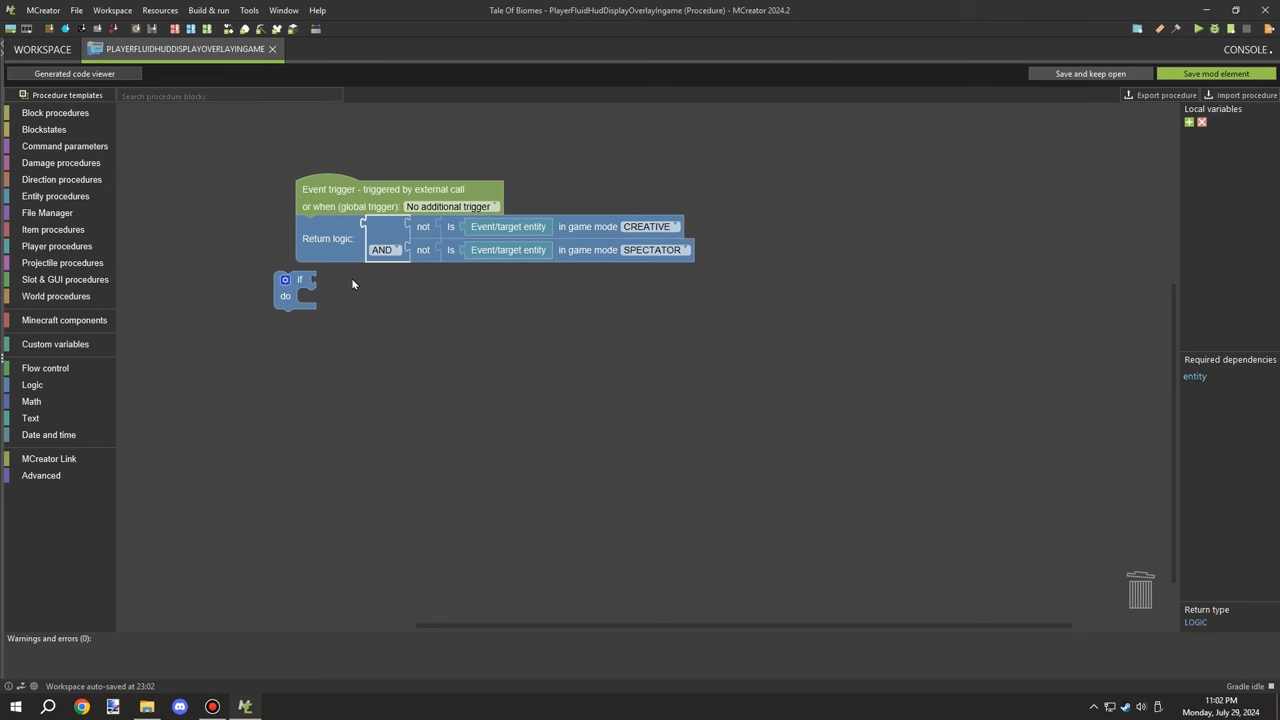 MCreator File Workspace Resources Build & run Tools Window Help Tale Of Biomes - PlayerFluidHudDisplayOverlayIngame (Procedure) - MCreator 2024.2
WORKSPACE PLAYERFLUIDHUDDISPLAYOVERLAYINGAME CONSOLE
Generated code viewer Save and keep open Save mod element
Procedure templates Search procedure blocks Export procedure Import procedure
Block procedures Local variables
Blockstates
Command parameters
Damage procedures
Direction procedures
Entity procedures
File Manager
Item procedures
Player procedures
Projectile procedures
Slot & GUI procedures
World procedures
Minecraft components
Custom variables
Flow control
Logic
Math
Text
Date and time
MCreator Link
Advanced
Event trigger - triggered by external call
or when (global trigger): No additional trigger
Return logic: not Is Event/target entity in game mode CREATIVE
AND not Is Event/target entity in game mode SPECTATOR
if
do
Required dependencies
entity
Return type
LOGIC
Warnings and errors (0):
Workspace auto-saved at 23:02 Gradle idle
11:02 PM
Monday, July 29, 2024